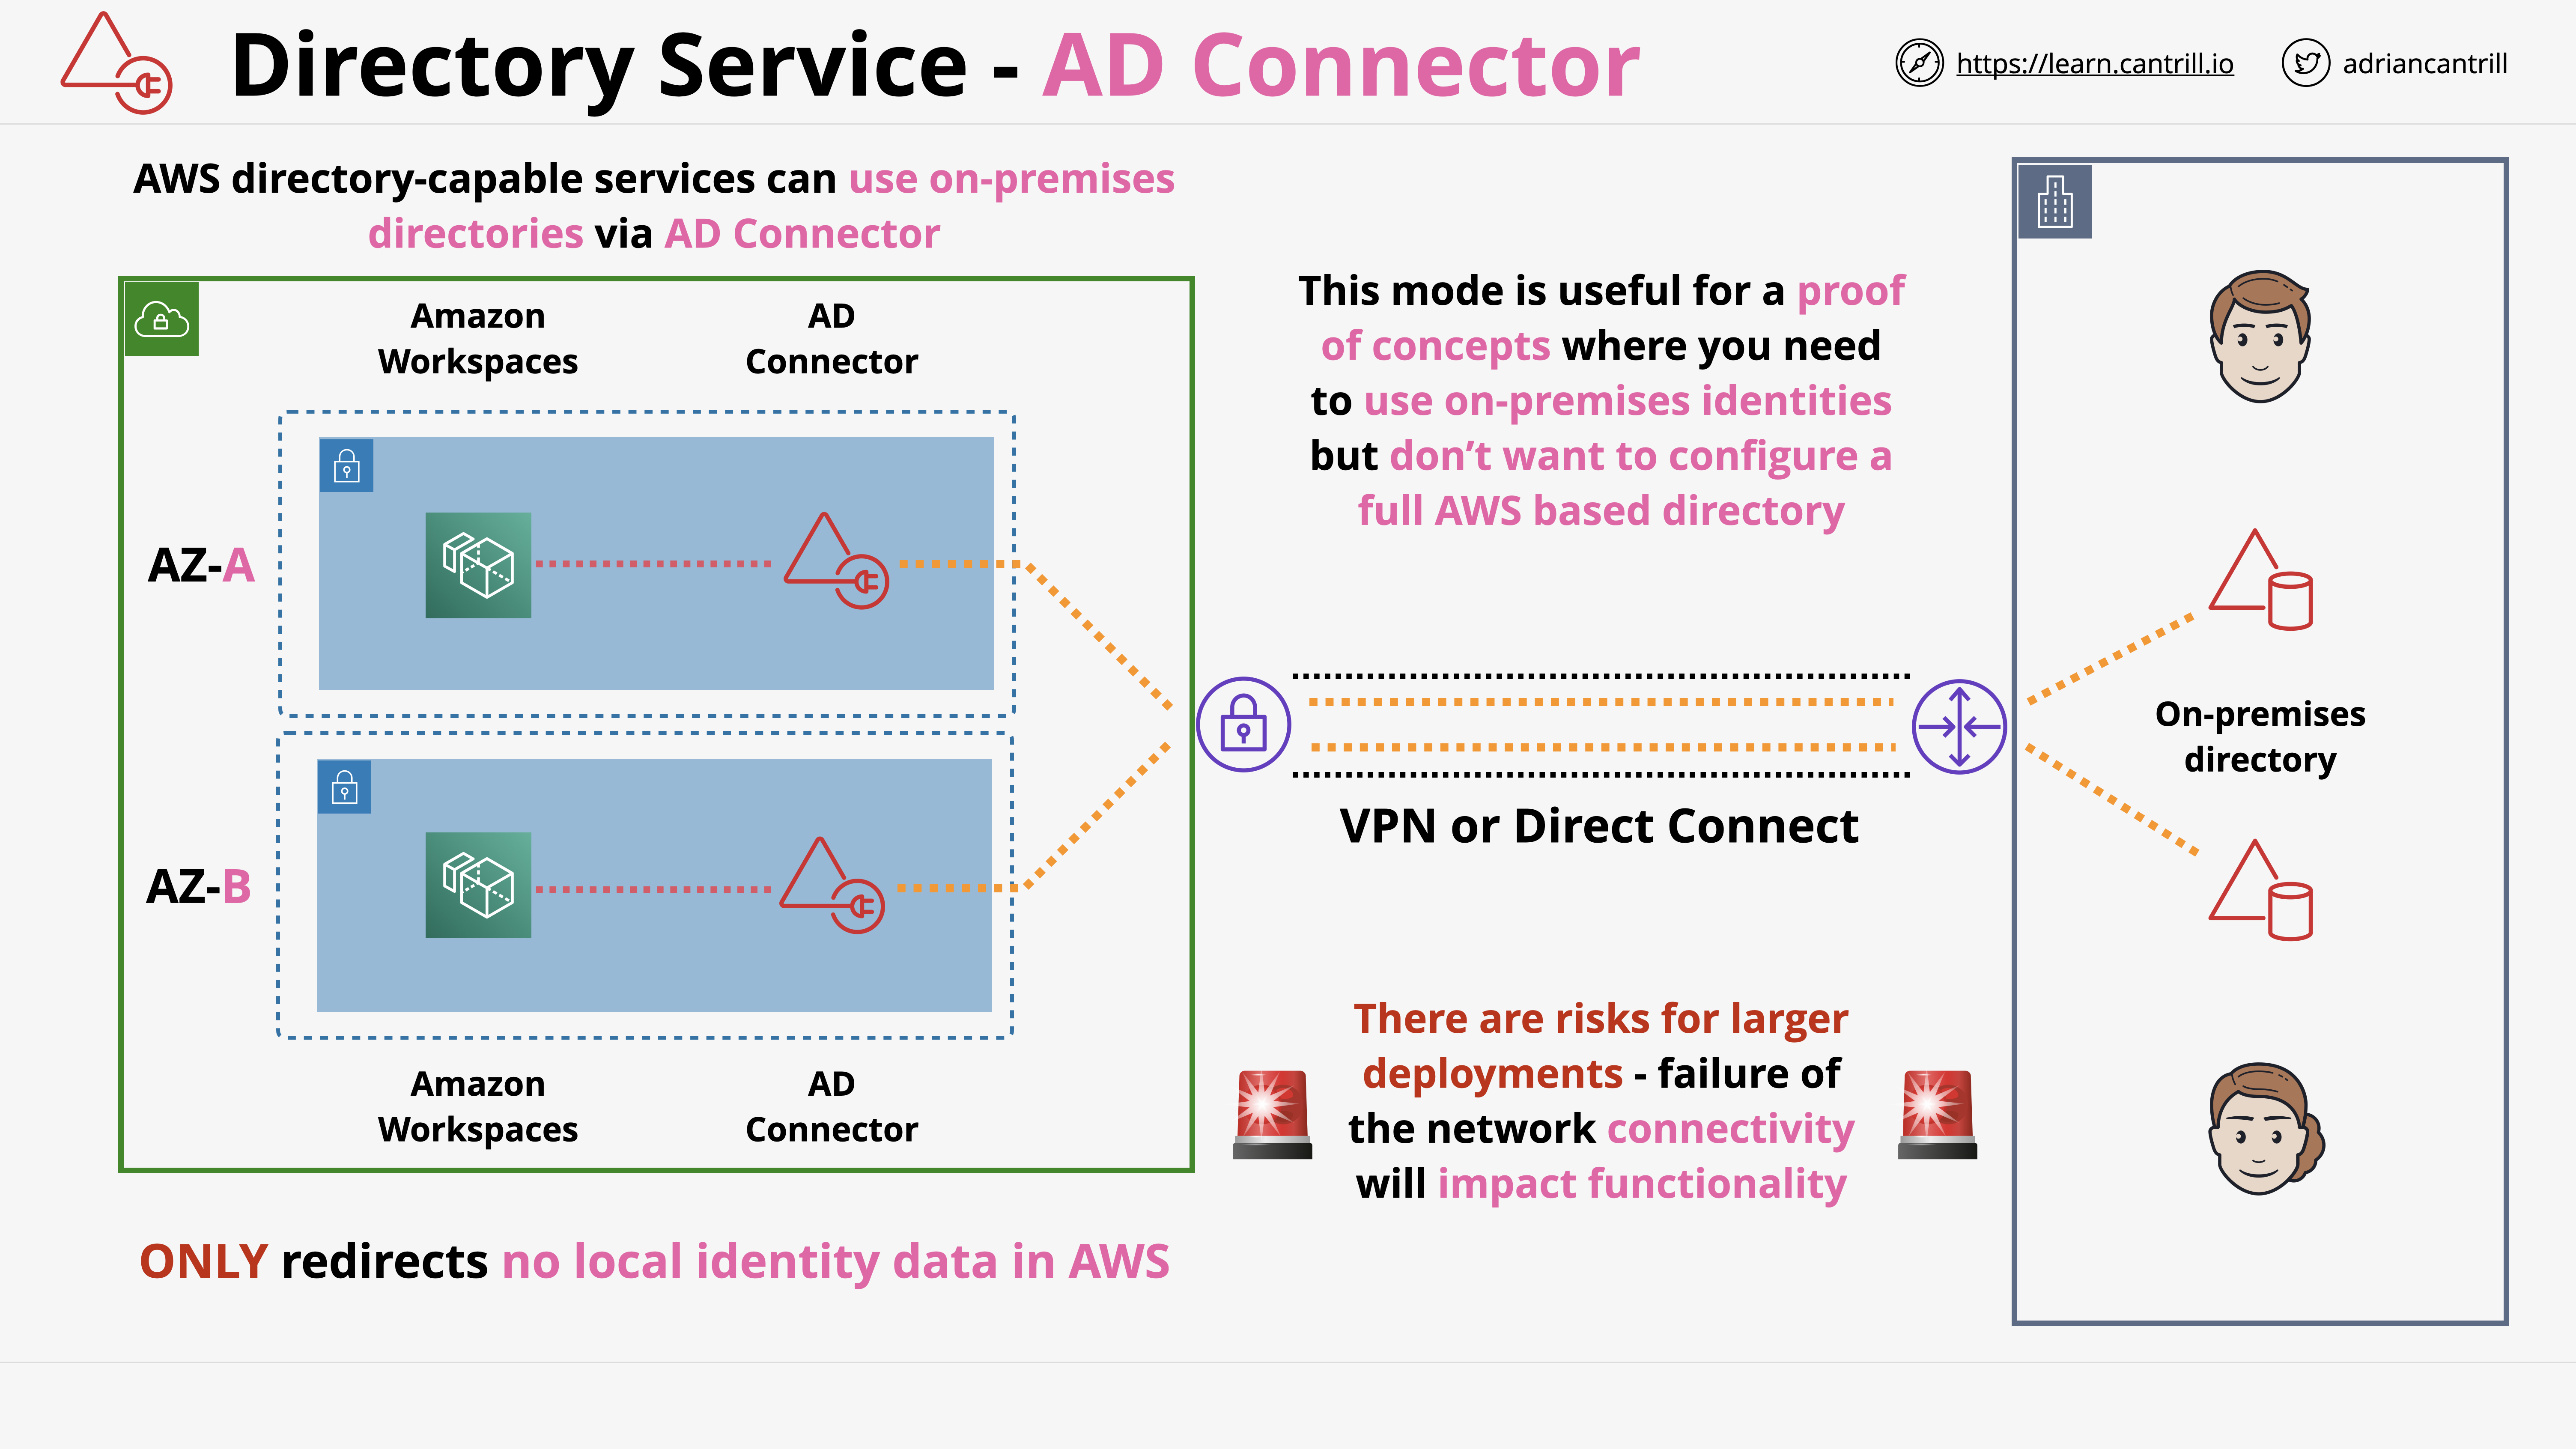 Directory Service - AD Connector
https://learn.cantrill.io
adriancantrill
AWS directory-capable services can use on-premises
directories via AD Connector
Amazon
Workspaces
AD
Connector
AZ-A
AZ-B
Amazon
Workspaces
AD
Connector
ONLY redirects no local identity data in AWS
This mode is useful for a proof
of concepts where you need
to use on-premises identities
but don’t want to configure a
full AWS based directory
VPN or Direct Connect
There are risks for larger
deployments - failure of
the network connectivity
will impact functionality
On-premises
directory